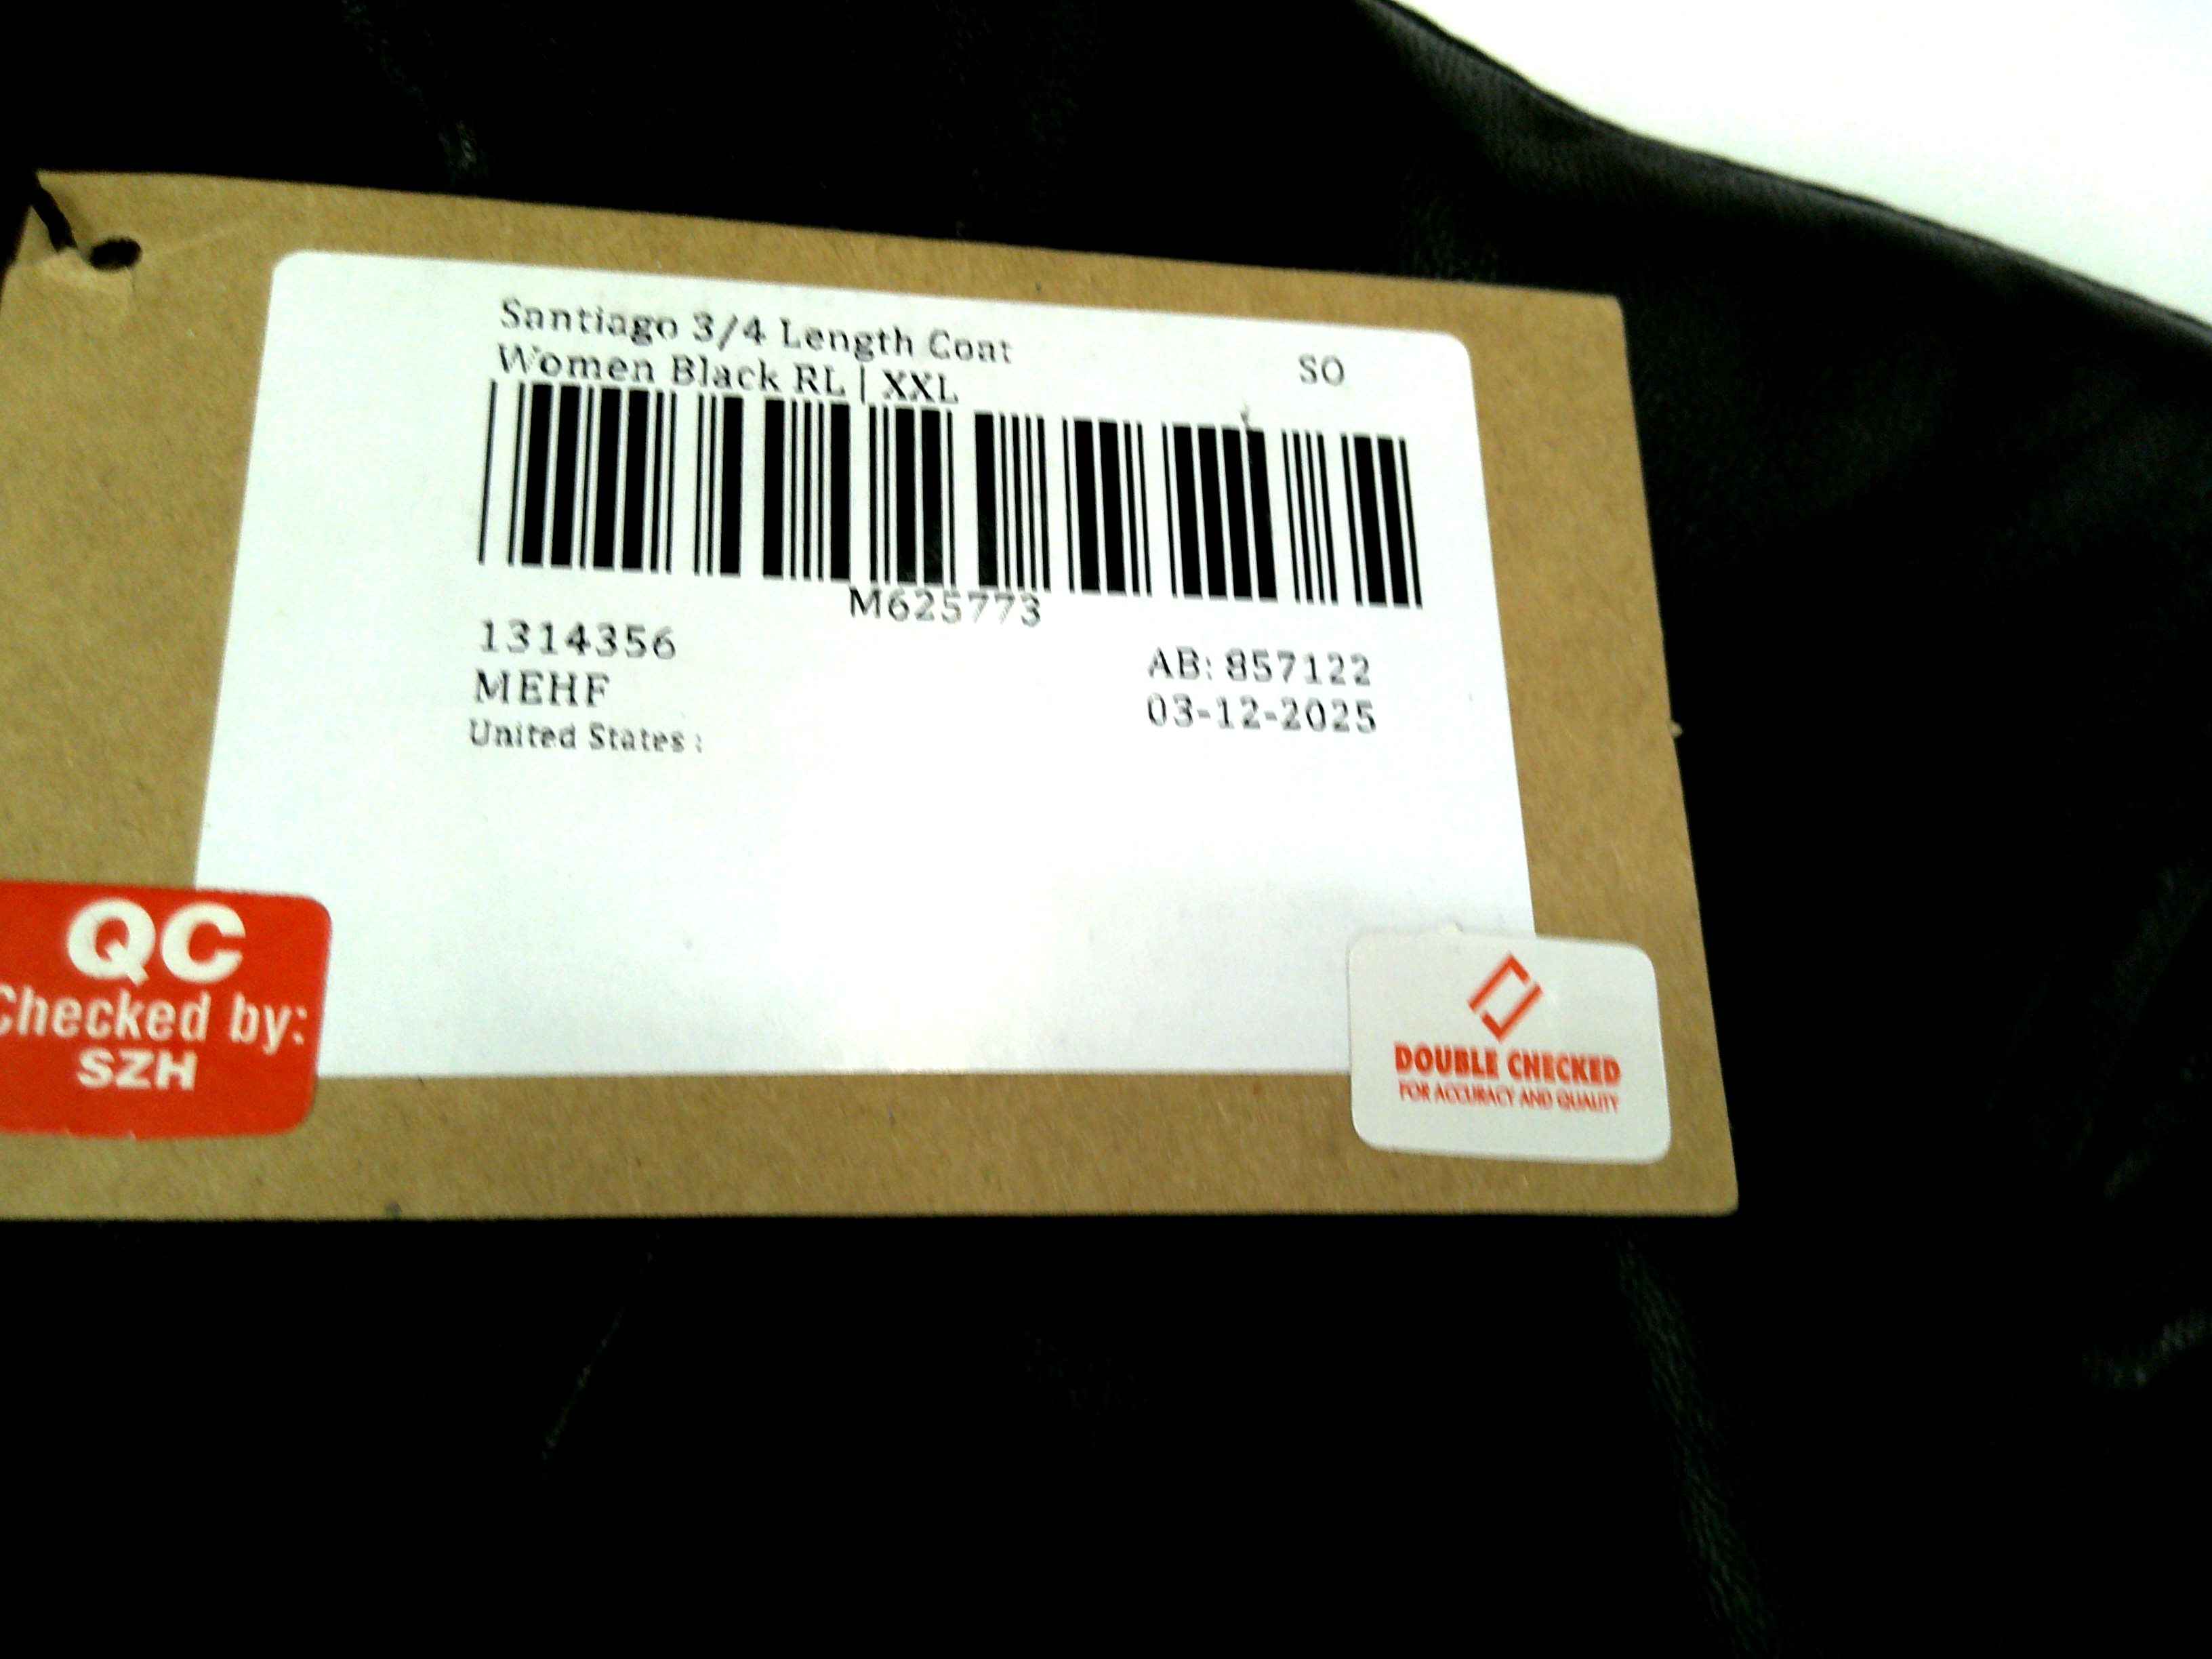 Santiago 3/4 Length Coat
Women Black RL | XXL
SO
M625773
1314356
MEHF
United States :
AB: 857122
03-12-2025
QC
Checked by:
SZH
DOUBLE CHECKED
FOR ACCURACY AND QUALITY